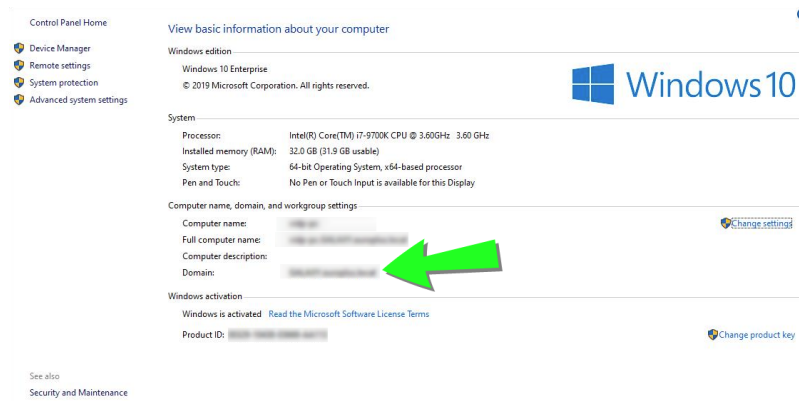 Control Panel Home
Device Manager
Remote settings
System protection
Advanced system settings
View basic information about your computer
Windows edition
Windows 10 Enterprise
© 2019 Microsoft Corporation. All rights reserved.
Windows 10
System
Processor: Intel(R) Core(TM) i7-9700K CPU @ 3.60GHz 3.60 GHz
Installed memory (RAM): 32.0 GB (31.9 GB usable)
System type: 64-bit Operating System, x64-based processor
Pen and Touch: No Pen or Touch Input is available for this Display
Computer name, domain, and workgroup settings
Computer name:
Change settings
Full computer name:
Computer description:
Domain:
Windows activation
Windows is activated Read the Microsoft Software License Terms
Product ID:
Change product key
See also
Security and Maintenance